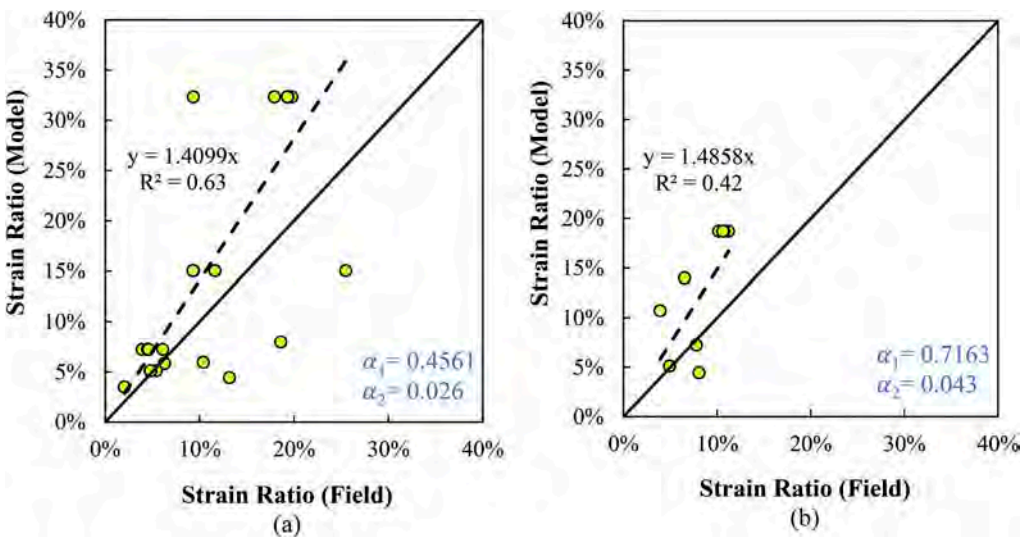 40%
35%
30%
25%
20%
15%
10%
5%
0%
0%
10%
20%
30%
40%
Strain Ratio (Model)
y = 1.4099x
R² = 0.63
α₁ = 0.4561
α₂ = 0.026
Strain Ratio (Field)
(a)
40%
35%
30%
25%
20%
15%
10%
5%
0%
0%
10%
20%
30%
40%
Strain Ratio (Model)
y = 1.4858x
R² = 0.42
α₁ = 0.7163
α₂ = 0.043
Strain Ratio (Field)
(b)